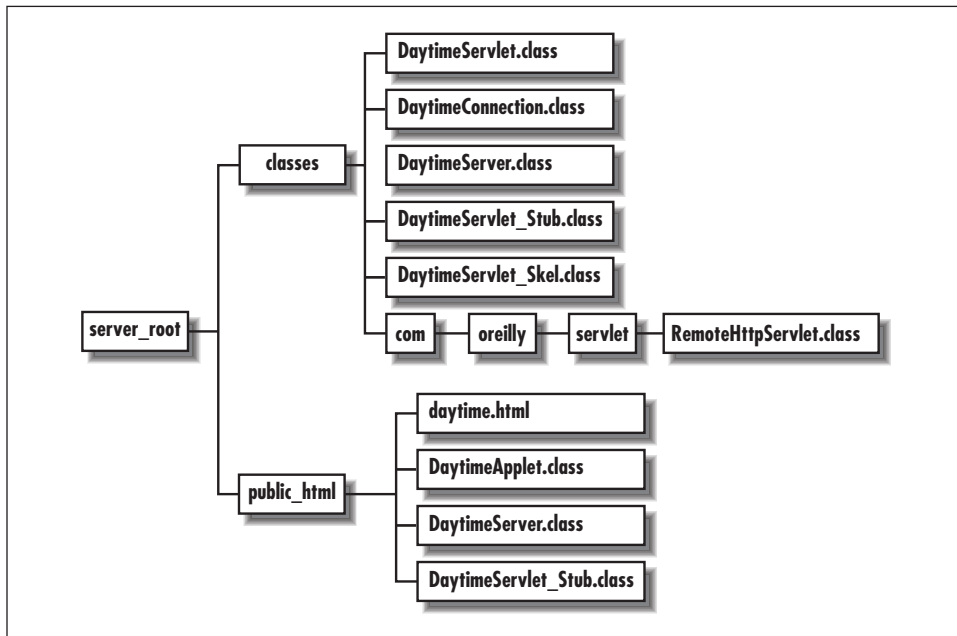 DaytimeServlet.class
DaytimeConnection.class
classes
DaytimeServer.class
DaytimeServlet_Stub.class
DaytimeServlet_Skel.class
server_root
com
oreilly
servlet
RemoteHttpServlet.class
daytime.html
DaytimeApplet.class
public_html
DaytimeServer.class
DaytimeServlet_Stub.class